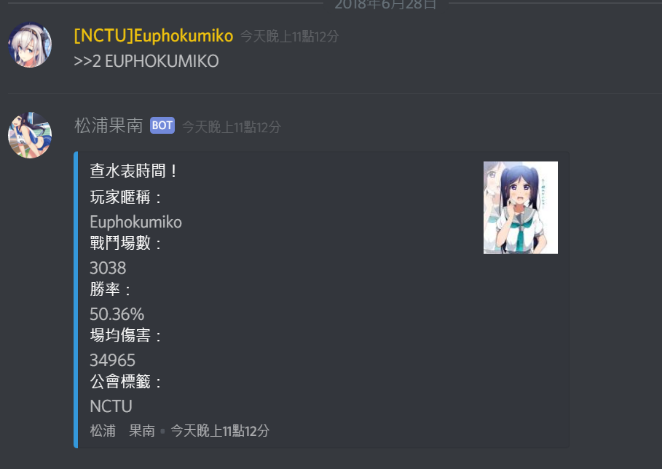 2018年6月28日
[NCTU]Euphokumiko 今天晚上11點12分
>>2 EUPHOKUMIKO
松浦果南 BOT 今天晚上11點12分
查水表時間！
玩家暱稱：
Euphokumiko
戰鬥場數：
3038
勝率：
50.36%
場均傷害：
34965
公會標籤：
NCTU
松浦　果南 • 今天晚上11點12分